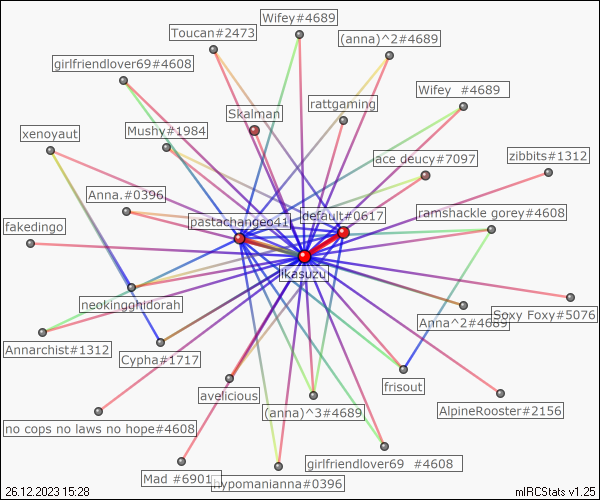 Wifey#4689
Toucan#2473
(anna)^2#4689
girlfriendlover69#4608
Wifey  #4689
rattgaming
Skalman
xenoyaut
Mushy#1984
ace deucy#7097
zibbits#1312
Anna.#0396
pastachange41
default#0617
ramshackle gorey#4608
fakedingo
likasuzu
neokingghidorah
Soxy Foxy#5076
Anna^2#4689
Annarchist#1312
Cypha#1717
frisout
avelicious
(anna)^3#4689
AlpineRooster#2156
no cops no laws no hope#4608
girlfriendlover69  #4608
Mad #6901
hypomanianna#0396
26.12.2023 15:28
mIRCStats v1.25